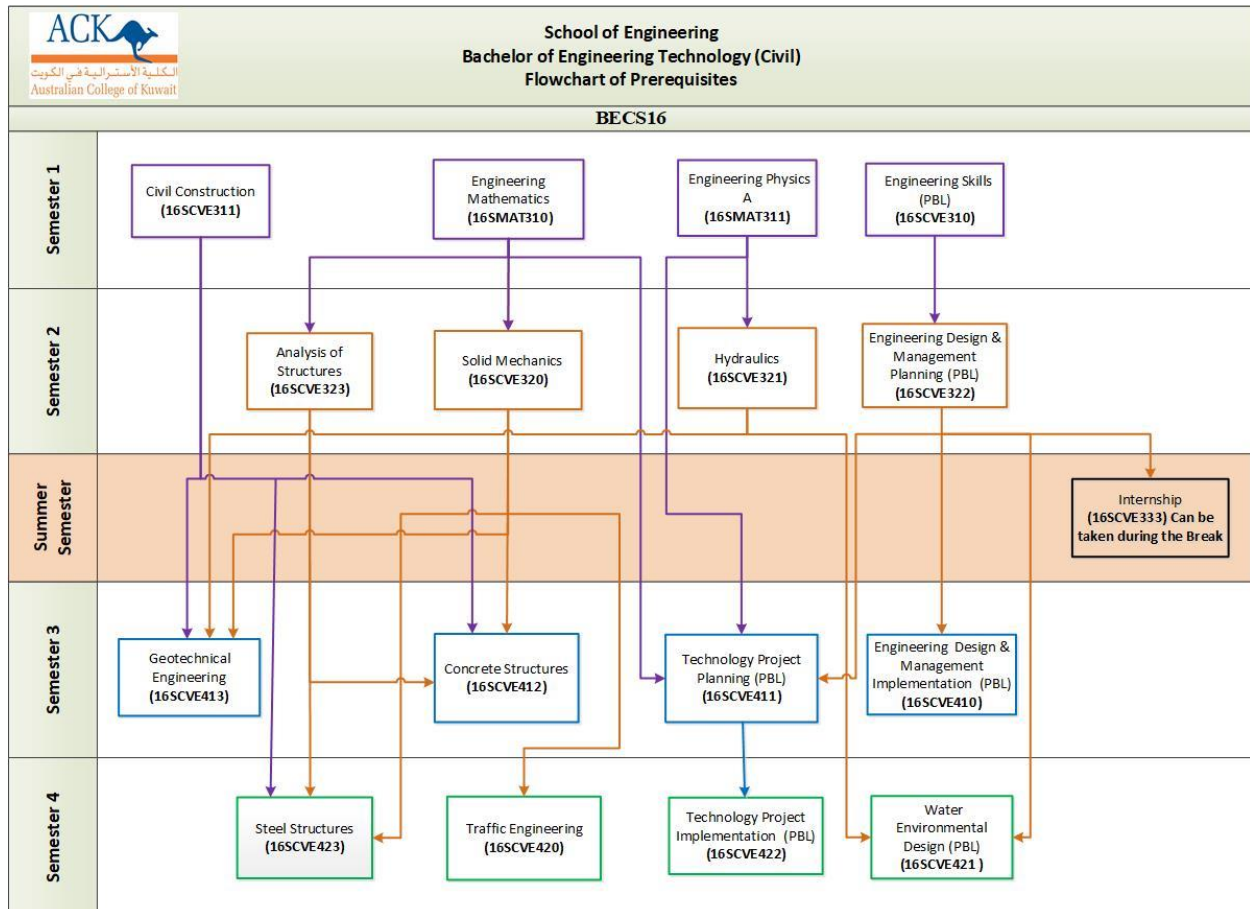 ACK
الكلية الأسترالية في الكويت
Australian College of Kuwait
School of Engineering
Bachelor of Engineering Technology (Civil)
Flowchart of Prerequisites
BECS16
Semester 1
Civil Construction
(16SCVE311)
Engineering
Mathematics
(16SMAT310)
Engineering Physics
A
(16SMAT311)
Engineering Skills
(PBL)
(16SCVE310)
Semester 2
Analysis of
Structures
(16SCVE323)
Solid Mechanics
(16SCVE320)
Hydraulics
(16SCVE321)
Engineering Design &
Management
Planning (PBL)
(16SCVE322)
Summer
Semester
Internship
(16SCVE333) Can be
taken during the Break
Semester 3
Geotechnical
Engineering
(16SCVE413)
Concrete Structures
(16SCVE412)
Technology Project
Planning (PBL)
(16SCVE411)
Engineering Design &
Management
Implementation (PBL)
(16SCVE410)
Semester 4
Steel Structures
(16SCVE423)
Traffic Engineering
(16SCVE420)
Technology Project
Implementation (PBL)
(16SCVE422)
Water
Environmental
Design (PBL)
(16SCVE421 )